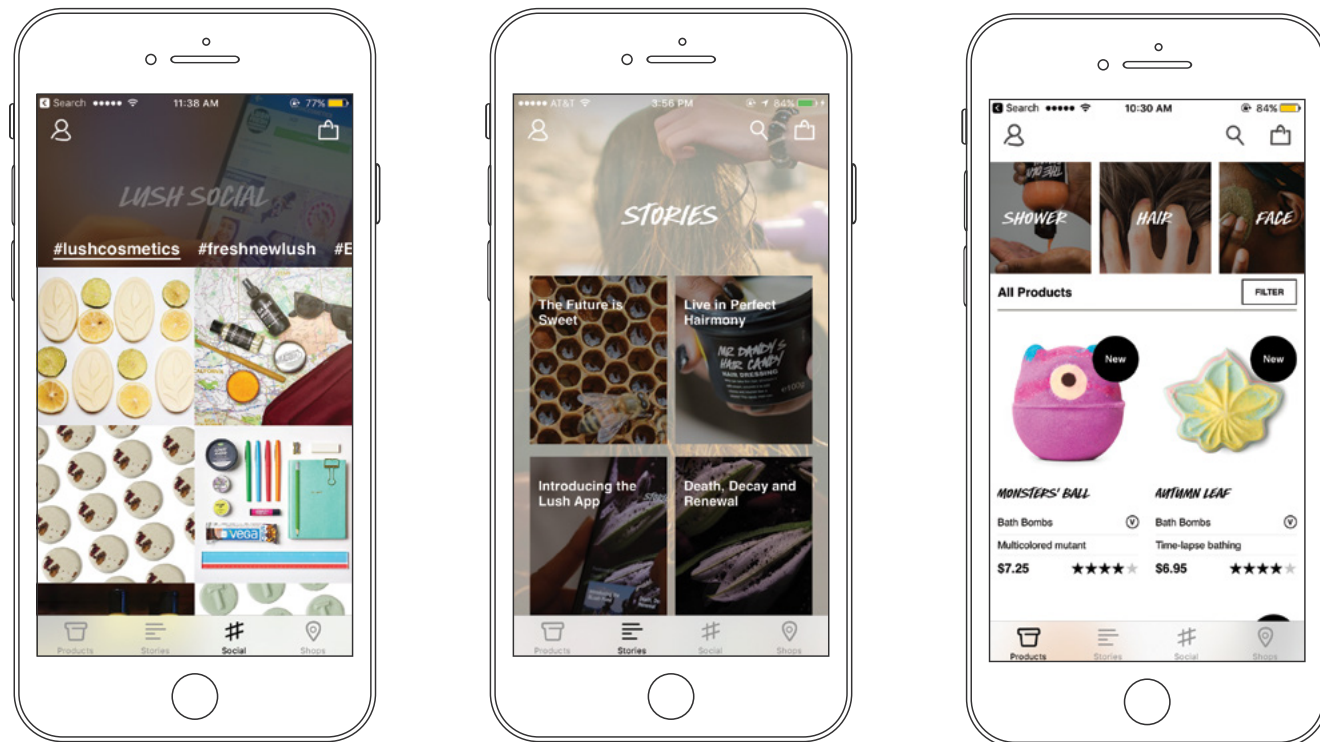 Search
11:38 AM
77%
LUSH SOCIAL
#lushcosmetics #freshnewlush #E
vega
Products Stories Social Shops
AT&T
3:56 PM
84%
STORIES
The Future is
Sweet
Live in Perfect
Hairmony
MR DANDY'S
HAIR CANDY
HAIR DRESSING
e100g
Introducing the
Lush App
Death, Decay and
Renewal
Products Stories Social Shops
Search
10:30 AM
84%
SHOWER
HAIR
FACE
All Products
FILTER
New
New
MONSTERS' BALL
AUTUMN LEAF
Bath Bombs V
Bath Bombs V
Multicolored mutant
Time-lapse bathing
$7.25
$6.95
Products Stories Social Shops